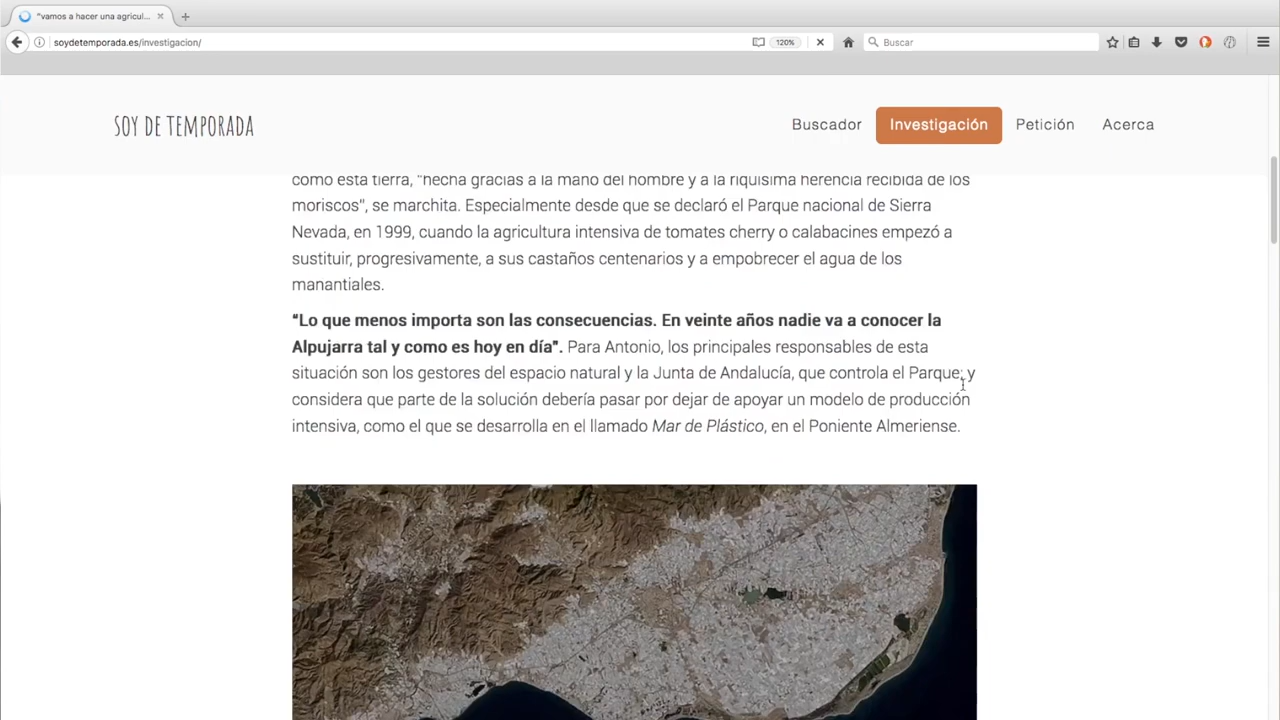 "vamos a hacer una agricul...
soydetemporada.es/investigacion/
120%
Buscar
SOY DE TEMPORADA
Buscador
Investigación
Petición
Acerca
como esta tierra, "hecha gracias a la mano del hombre y a la riquísima herencia recibida de los
moriscos", se marchita. Especialmente desde que se declaró el Parque nacional de Sierra
Nevada, en 1999, cuando la agricultura intensiva de tomates cherry o calabacines empezó a
sustituir, progresivamente, a sus castaños centenarios y a empobrecer el agua de los
manantiales.
“Lo que menos importa son las consecuencias. En veinte años nadie va a conocer la
Alpujarra tal y como es hoy en día”. Para Antonio, los principales responsables de esta
situación son los gestores del espacio natural y la Junta de Andalucía, que controla el Parque; y
considera que parte de la solución debería pasar por dejar de apoyar un modelo de producción
intensiva, como el que se desarrolla en el llamado Mar de Plástico, en el Poniente Almeriense.